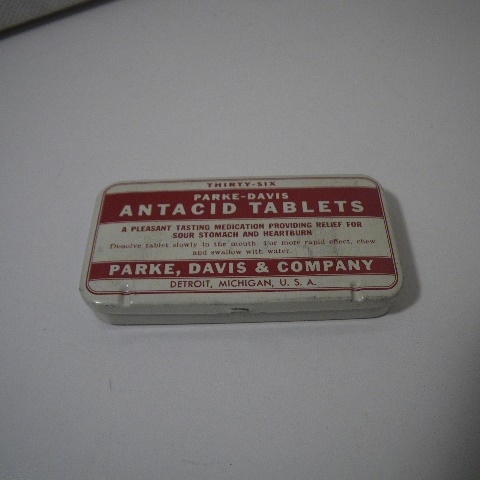 THIRTY-SIX
PARKE-DAVIS
ANTACID TABLETS
A PLEASANT TASTING MEDICATION PROVIDING RELIEF FOR
SOUR STOMACH AND HEARTBURN
Dissolve tablet slowly in the mouth. For more rapid effect, chew
and swallow with water.
PARKE, DAVIS & COMPANY
DETROIT, MICHIGAN, U. S. A.